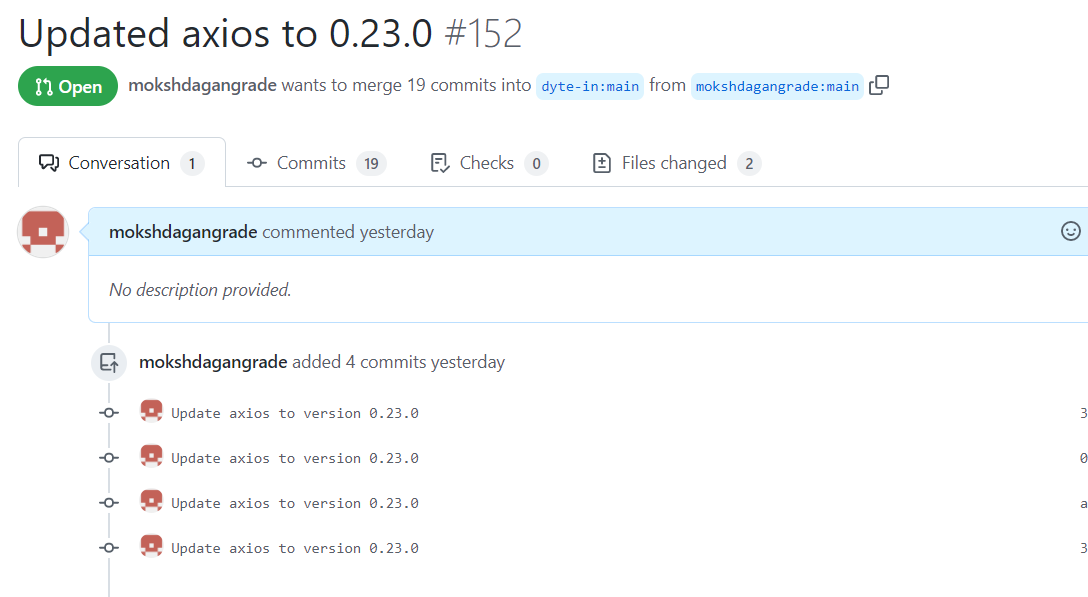 Updated axios to 0.23.0 #152
Open mokshdagangrade wants to merge 19 commits into dyte-in:main from mokshdagangrade:main
Conversation 1 Commits 19 Checks 0 Files changed 2
mokshdagangrade commented yesterday
No description provided.
mokshdagangrade added 4 commits yesterday
Update axios to version 0.23.0 3
Update axios to version 0.23.0 0
Update axios to version 0.23.0 a
Update axios to version 0.23.0 3